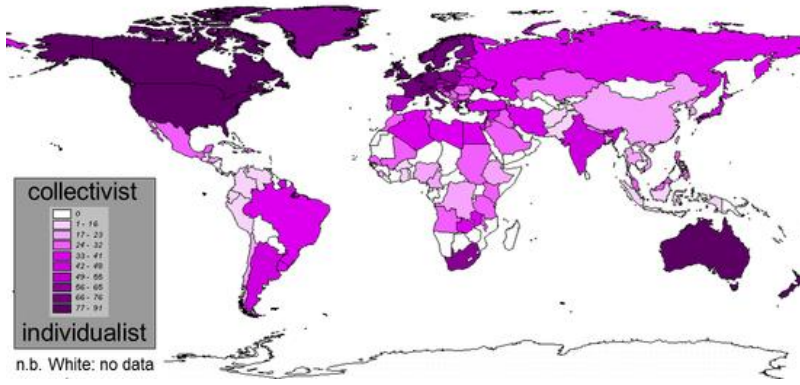 collectivist
0
1 - 16
17 - 23
24 - 32
33 - 41
42 - 48
49 - 55
56 - 65
66 - 76
77 - 91
individualist
n.b. White: no data